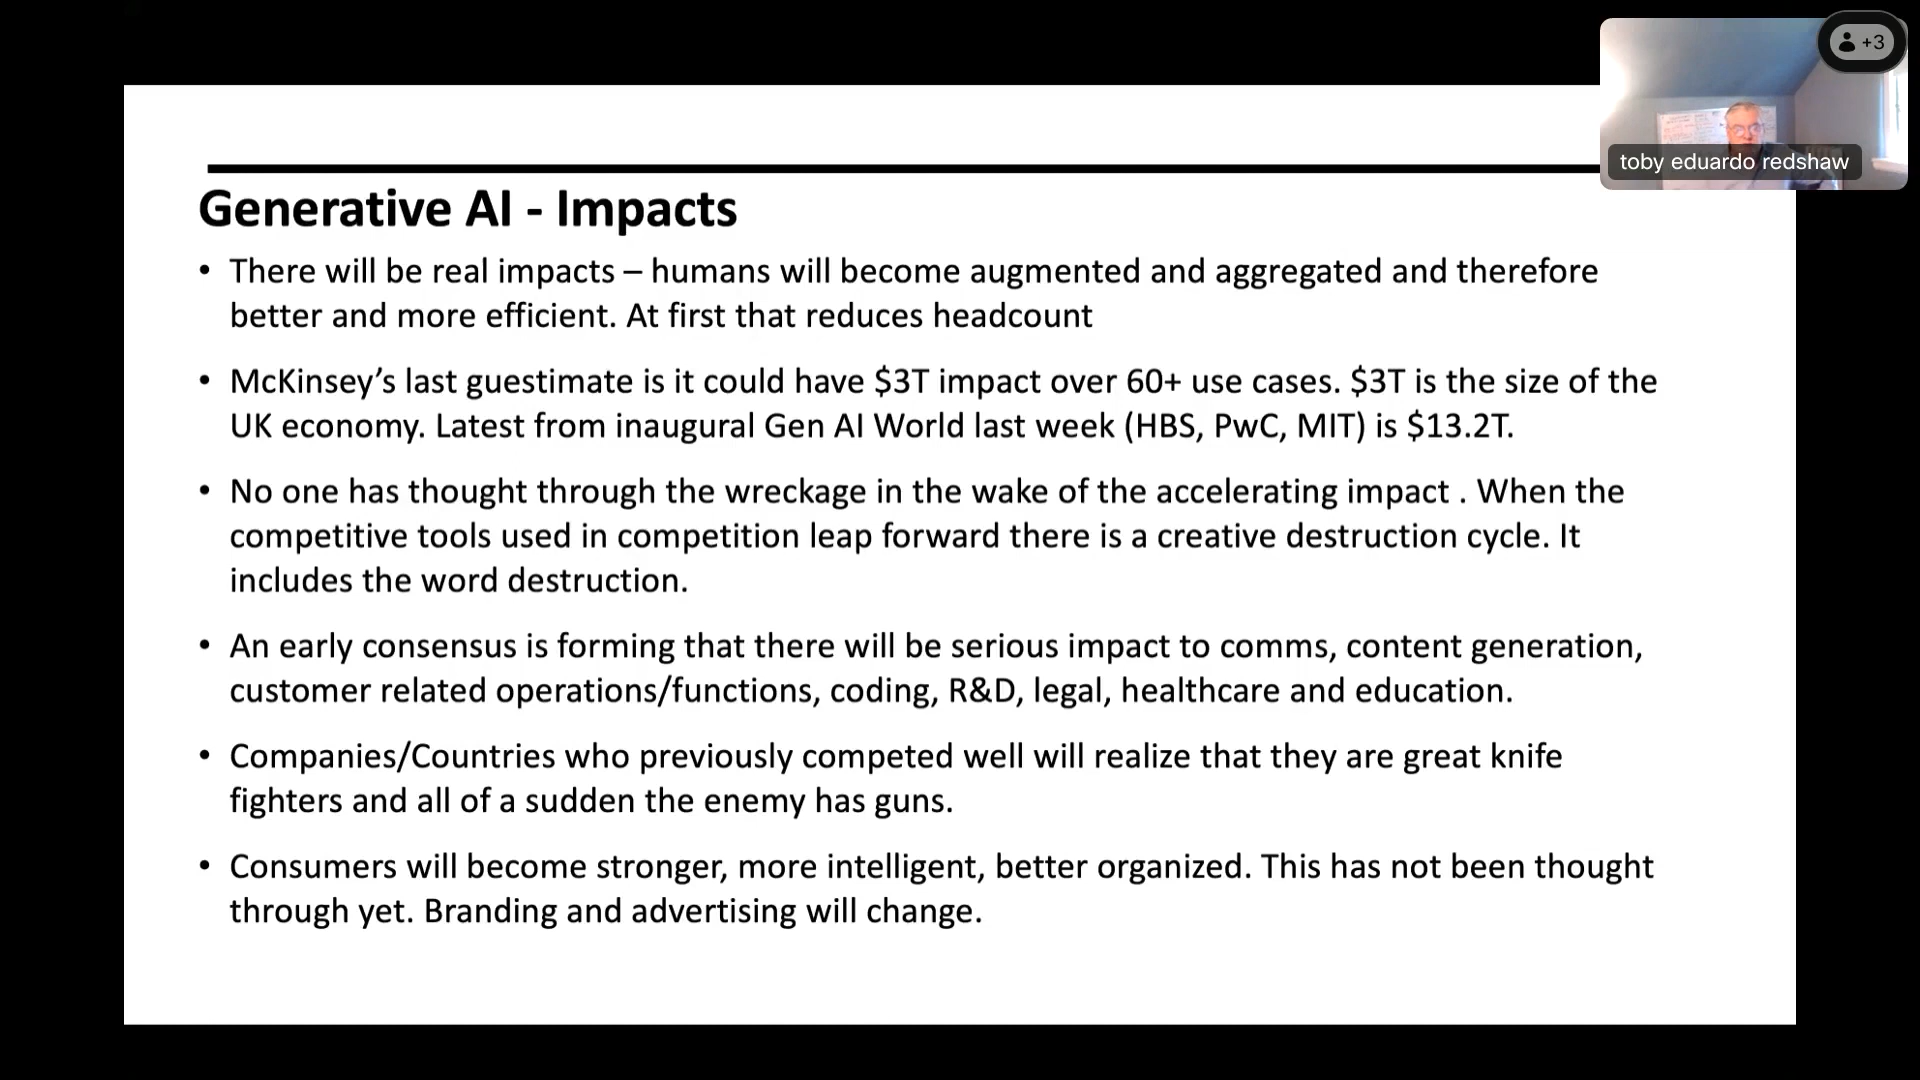 +3
toby eduardo redshaw
Generative AI - Impacts
• There will be real impacts – humans will become augmented and aggregated and therefore
better and more efficient. At first that reduces headcount
• McKinsey’s last guestimate is it could have $3T impact over 60+ use cases. $3T is the size of the
UK economy. Latest from inaugural Gen AI World last week (HBS, PwC, MIT) is $13.2T.
• No one has thought through the wreckage in the wake of the accelerating impact . When the
competitive tools used in competition leap forward there is a creative destruction cycle. It
includes the word destruction.
• An early consensus is forming that there will be serious impact to comms, content generation,
customer related operations/functions, coding, R&D, legal, healthcare and education.
• Companies/Countries who previously competed well will realize that they are great knife
fighters and all of a sudden the enemy has guns.
• Consumers will become stronger, more intelligent, better organized. This has not been thought
through yet. Branding and advertising will change.